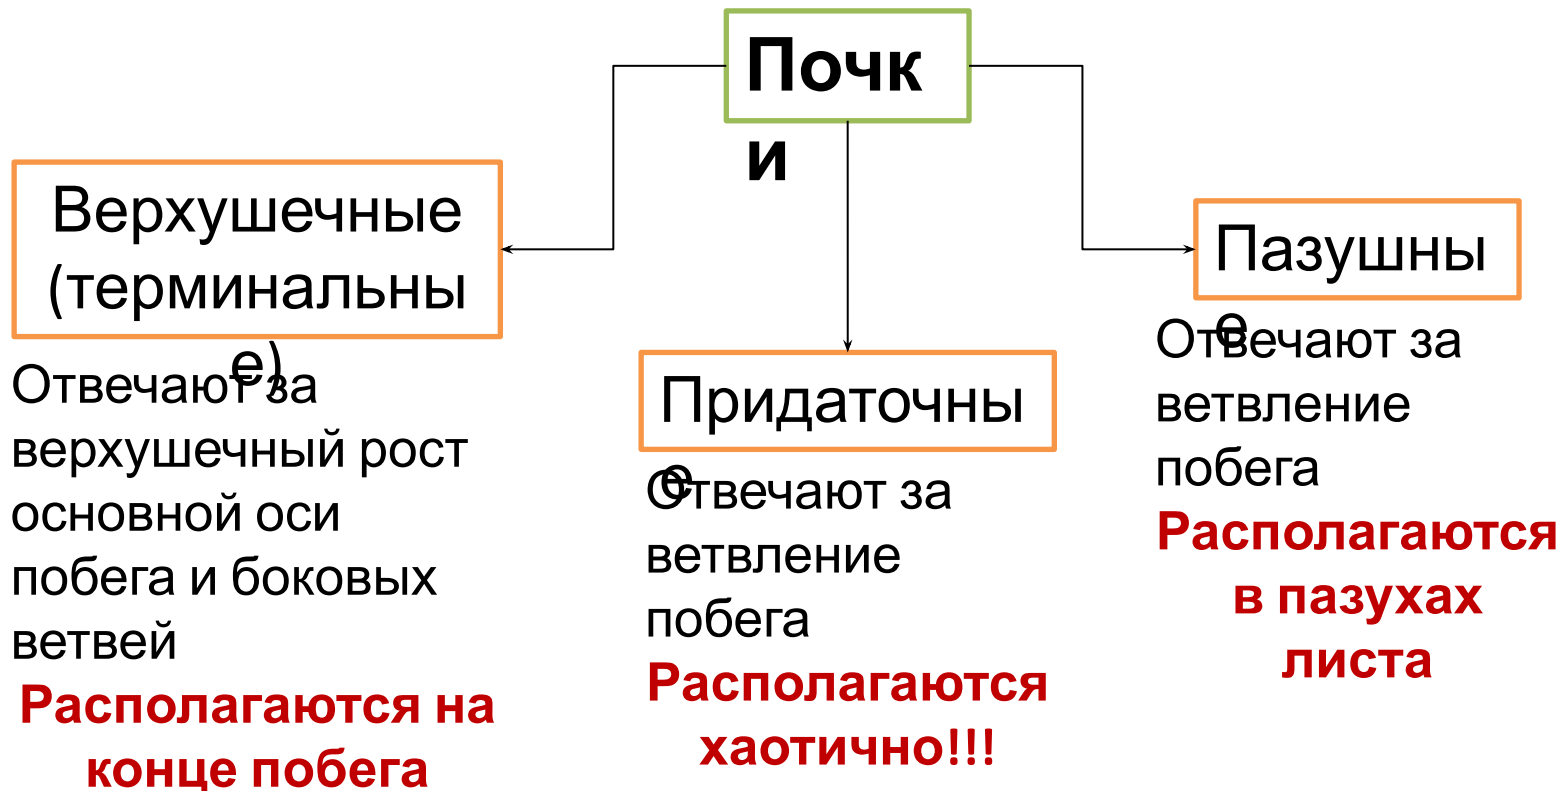 Почк
и
Верхушечные
(терминальны
е)
Отвечают за
верхушечный рост
основной оси
побега и боковых
ветвей
Располагаются на
конце побега
Придаточны
е
Отвечают за
ветвление
побега
Располагаются
хаотично!!!
Пазушны
е
Отвечают за
ветвление
побега
Располагаются
в пазухах
листа